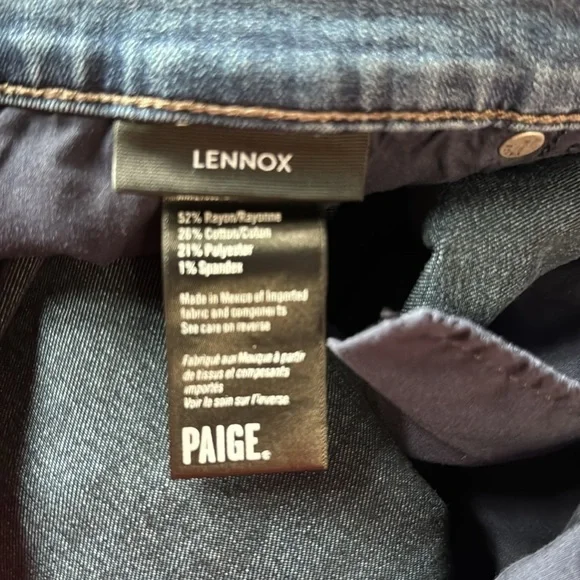 LENNOX
52% Rayon/Rayonne
26% Cotton/Coton
21% Polyester
1% Spandex
Made in Mexico of imported
fabric and components
See care on reverse
Fabriqué aux Mexique à partir
de tissus et composants
importés
Voir le soin sur l'inverse
PAIGE®